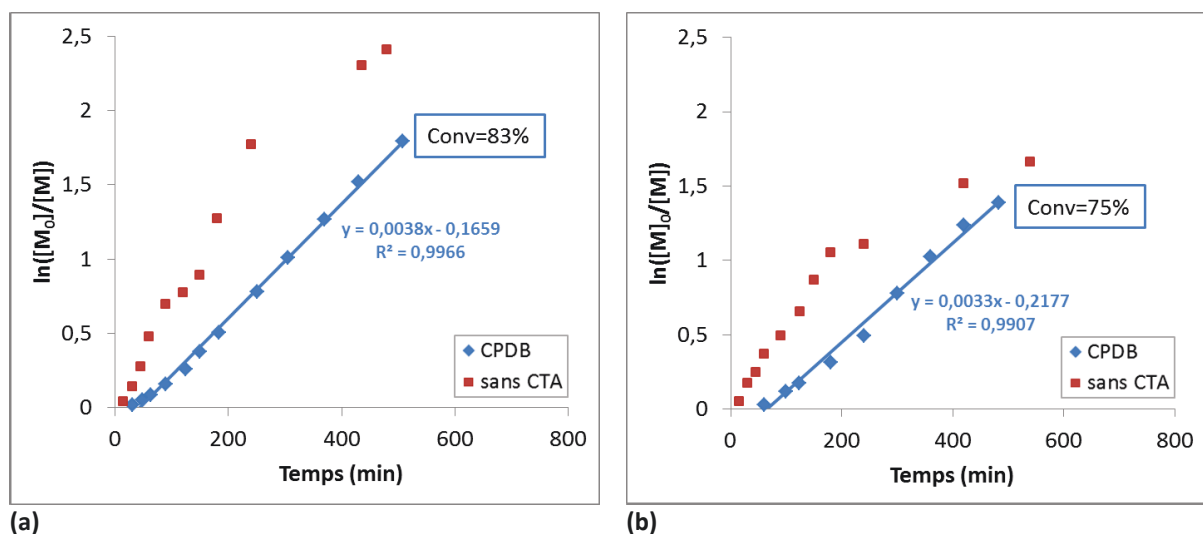 ln([M₀]/[M])
2,5
2
1,5
1
0,5
0
0
200
400
600
800
Temps (min)
Conv=83%
y = 0,0038x - 0,1659
R² = 0,9966
CPDB
sans CTA
(a)
ln([M]₀/[M])
2,5
2
1,5
1
0,5
0
0
200
400
600
800
Temps (min)
Conv=75%
y = 0,0033x - 0,2177
R² = 0,9907
CPDB
sans CTA
(b)